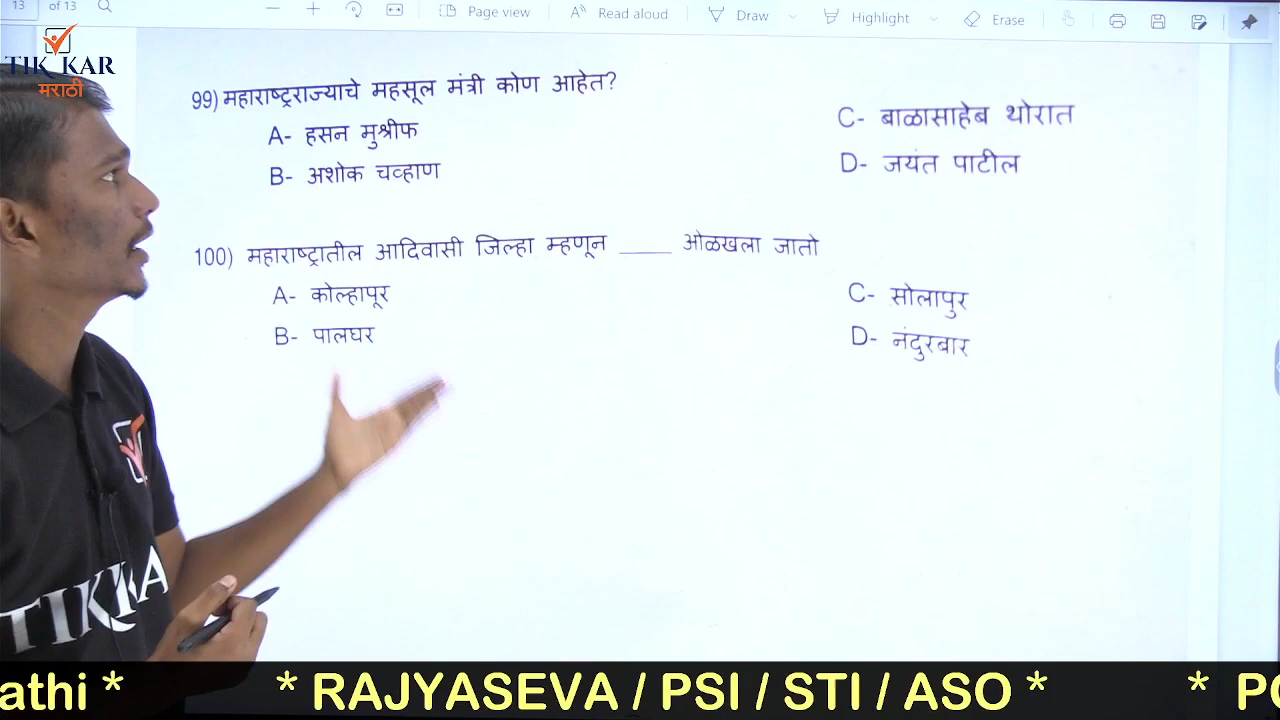 13 of 13
Page view
Read aloud
Draw
Highlight
Erase
TIK KAR
मराठी
99) महाराष्ट्रराज्याचे महसूल मंत्री कोण आहेत?
A- हसन मुश्रीफ
C- बाळासाहेब थोरात
B- अशोक चव्हाण
D- जयंत पाटील
100) महाराष्ट्रातील आदिवासी जिल्हा म्हणून ____ ओळखला जातो
A- कोल्हापूर
C- सोलापुर
B- पालघर
D- नंदुरबार
TIKKA
athi * * RAJYASEVA / PSI / STI / ASO * *